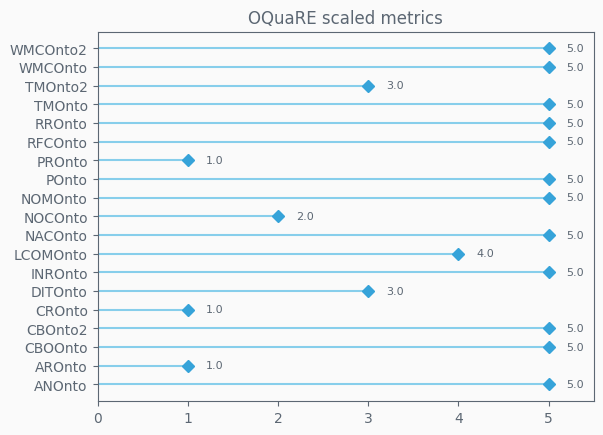 OQuaRE scaled metrics
WMCOnto2 5.0
WMCOnto 5.0
TMOnto2 3.0
TMOnto 5.0
RROnto 5.0
RFCOnto 5.0
PROnto 1.0
POnto 5.0
NOMOnto 5.0
NOCOnto 2.0
NACOnto 5.0
LCOMOnto 4.0
INROnto 5.0
DITOnto 3.0
CROnto 1.0
CBOnto2 5.0
CBOOnto 5.0
AROnto 1.0
ANOnto 5.0
0 1 2 3 4 5